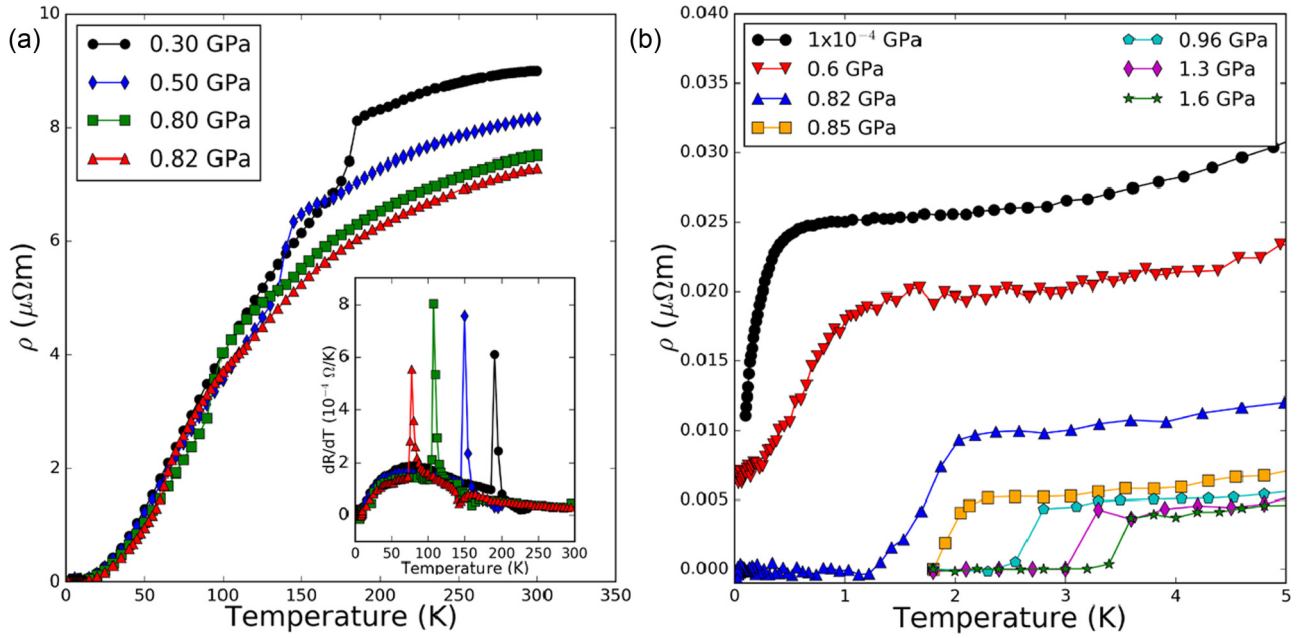 (a)
10
8
6
4
2
0
ρ (μΩm)
0.30 GPa
0.50 GPa
0.80 GPa
0.82 GPa
8
6
4
2
0
dR/dT (10⁻⁴ Ω/K)
0 50 100 150 200 250 300
Temperature (K)
0 50 100 150 200 250 300 350
Temperature (K)
(b)
0.040
0.035
0.030
0.025
0.020
0.015
0.010
0.005
0.000
ρ (μΩm)
1x10⁻⁴ GPa
0.6 GPa
0.82 GPa
0.85 GPa
0.96 GPa
1.3 GPa
1.6 GPa
0 1 2 3 4 5
Temperature (K)